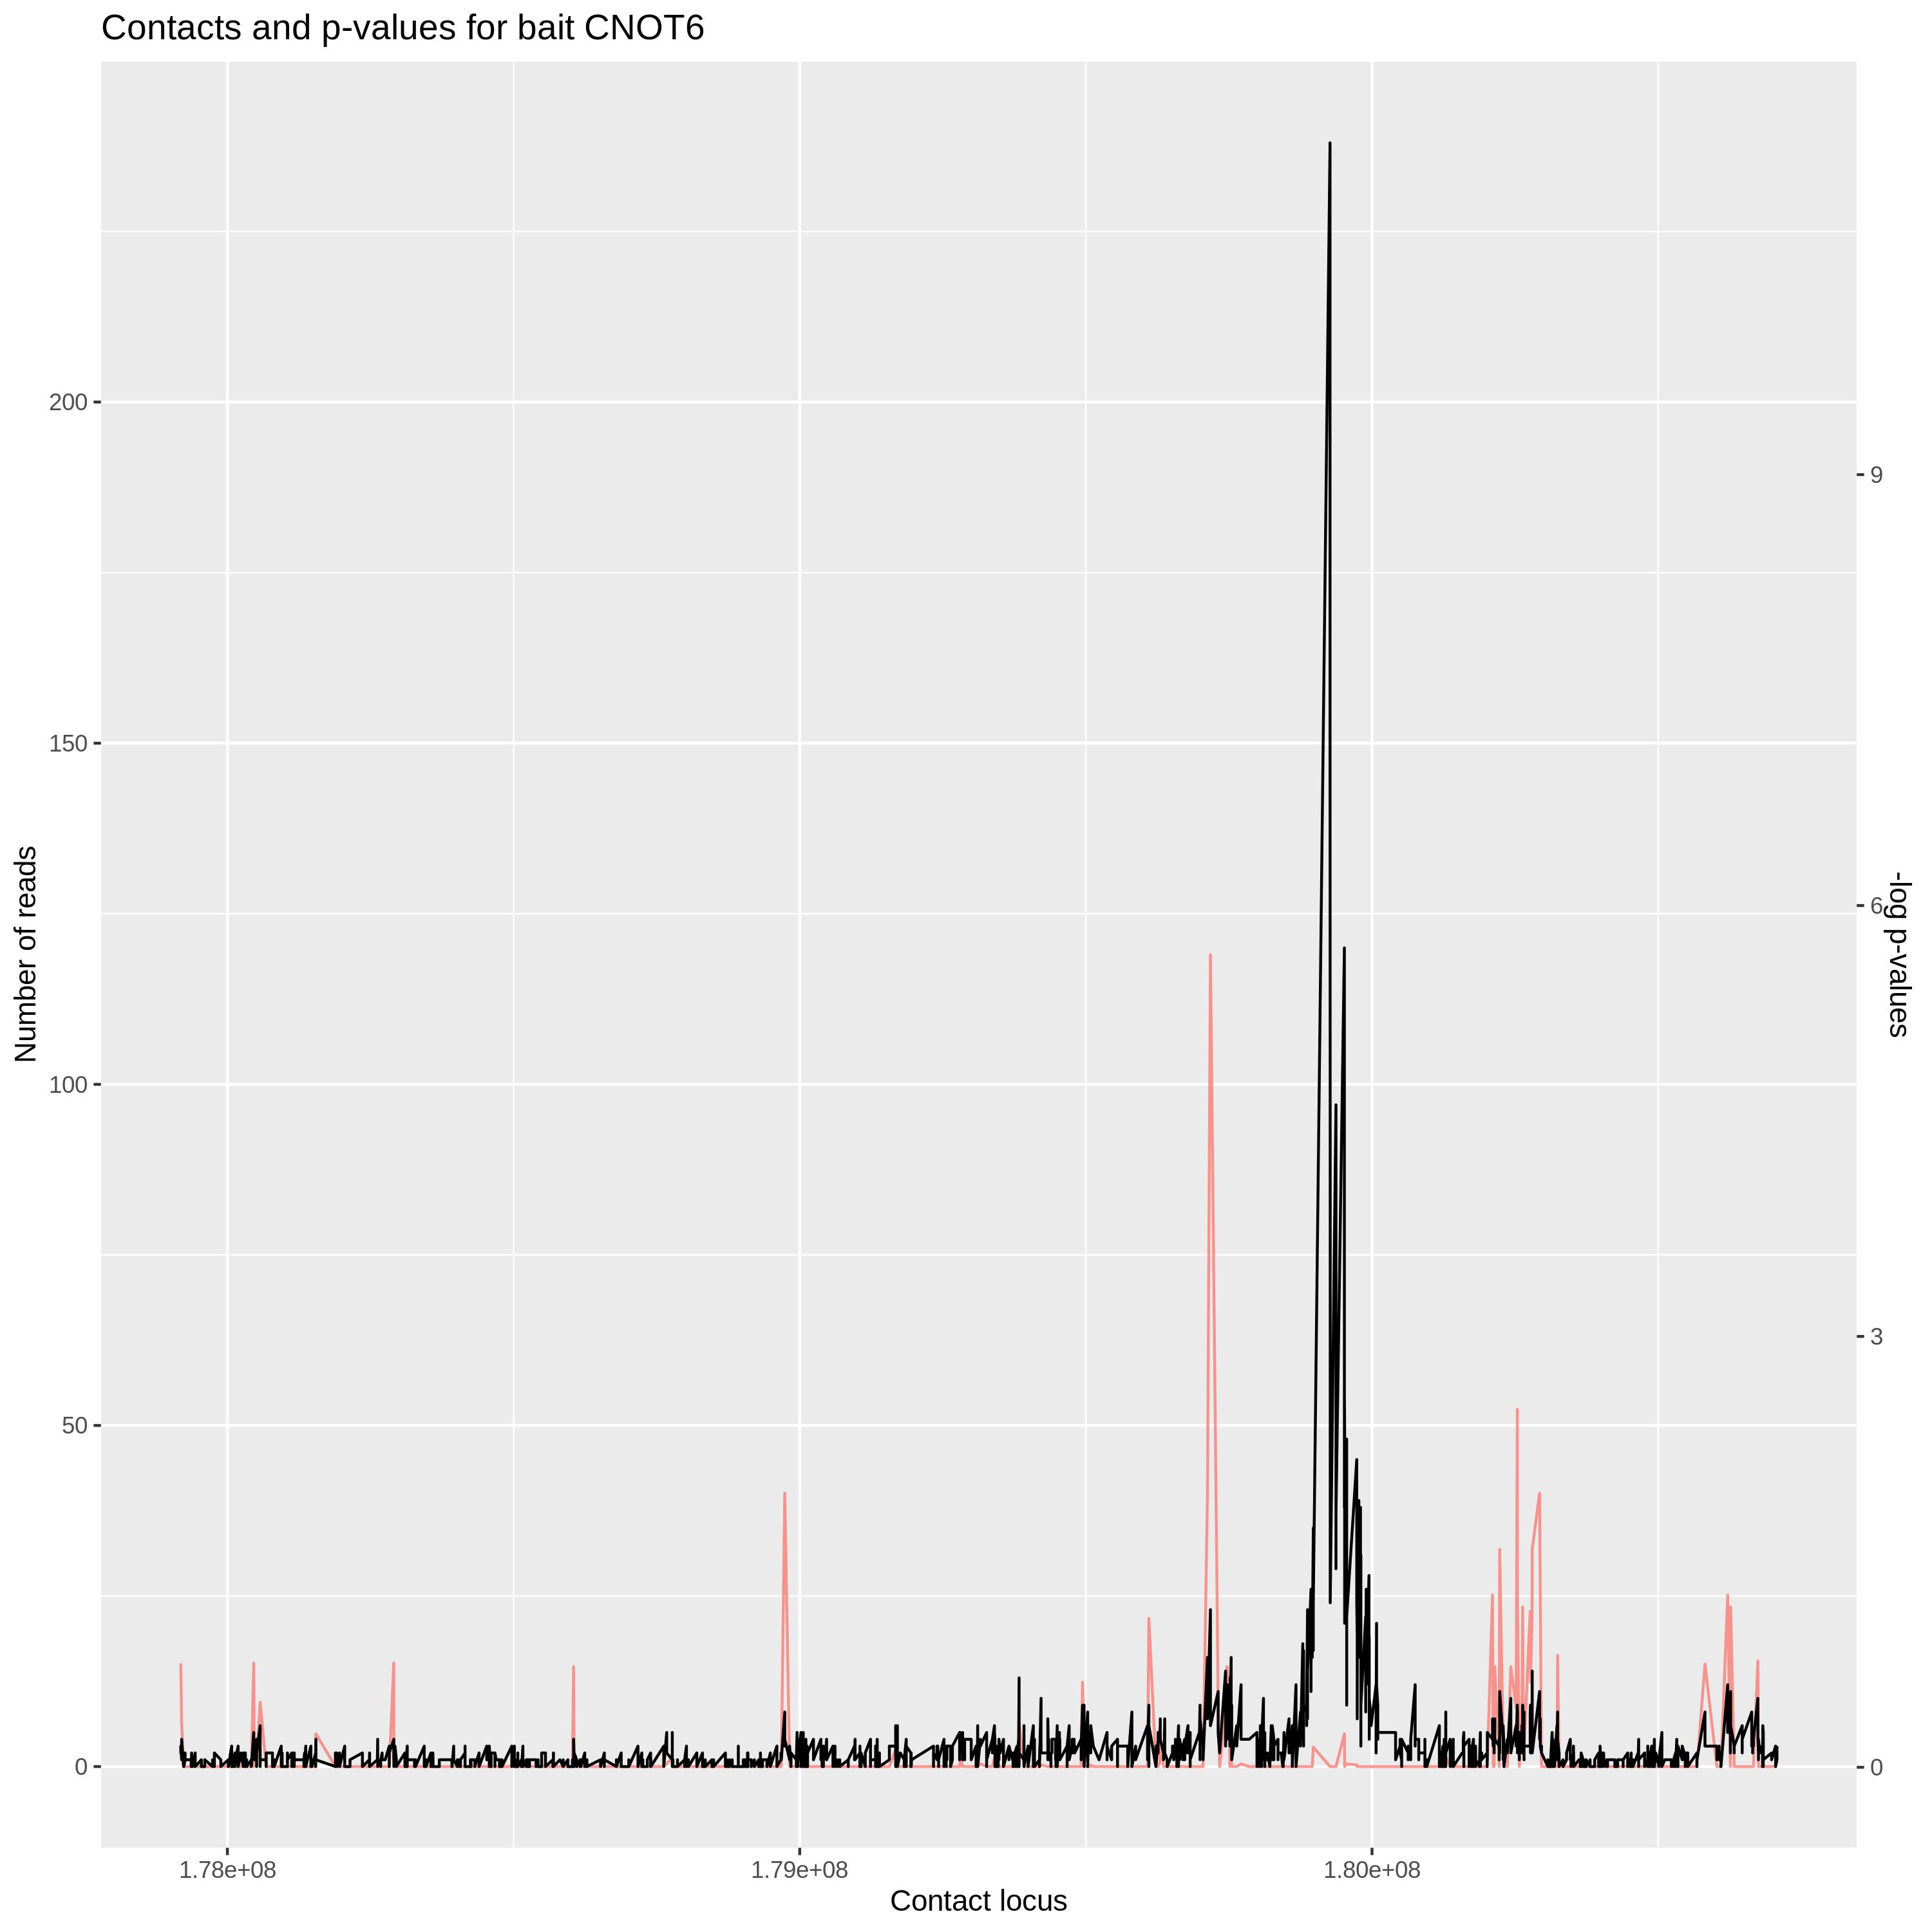 Contacts and p-values for bait CNOT6
Number of reads
200
150
100
50
0
9
6
3
0
-log p-values
1.78e+08 1.79e+08 1.80e+08
Contact locus